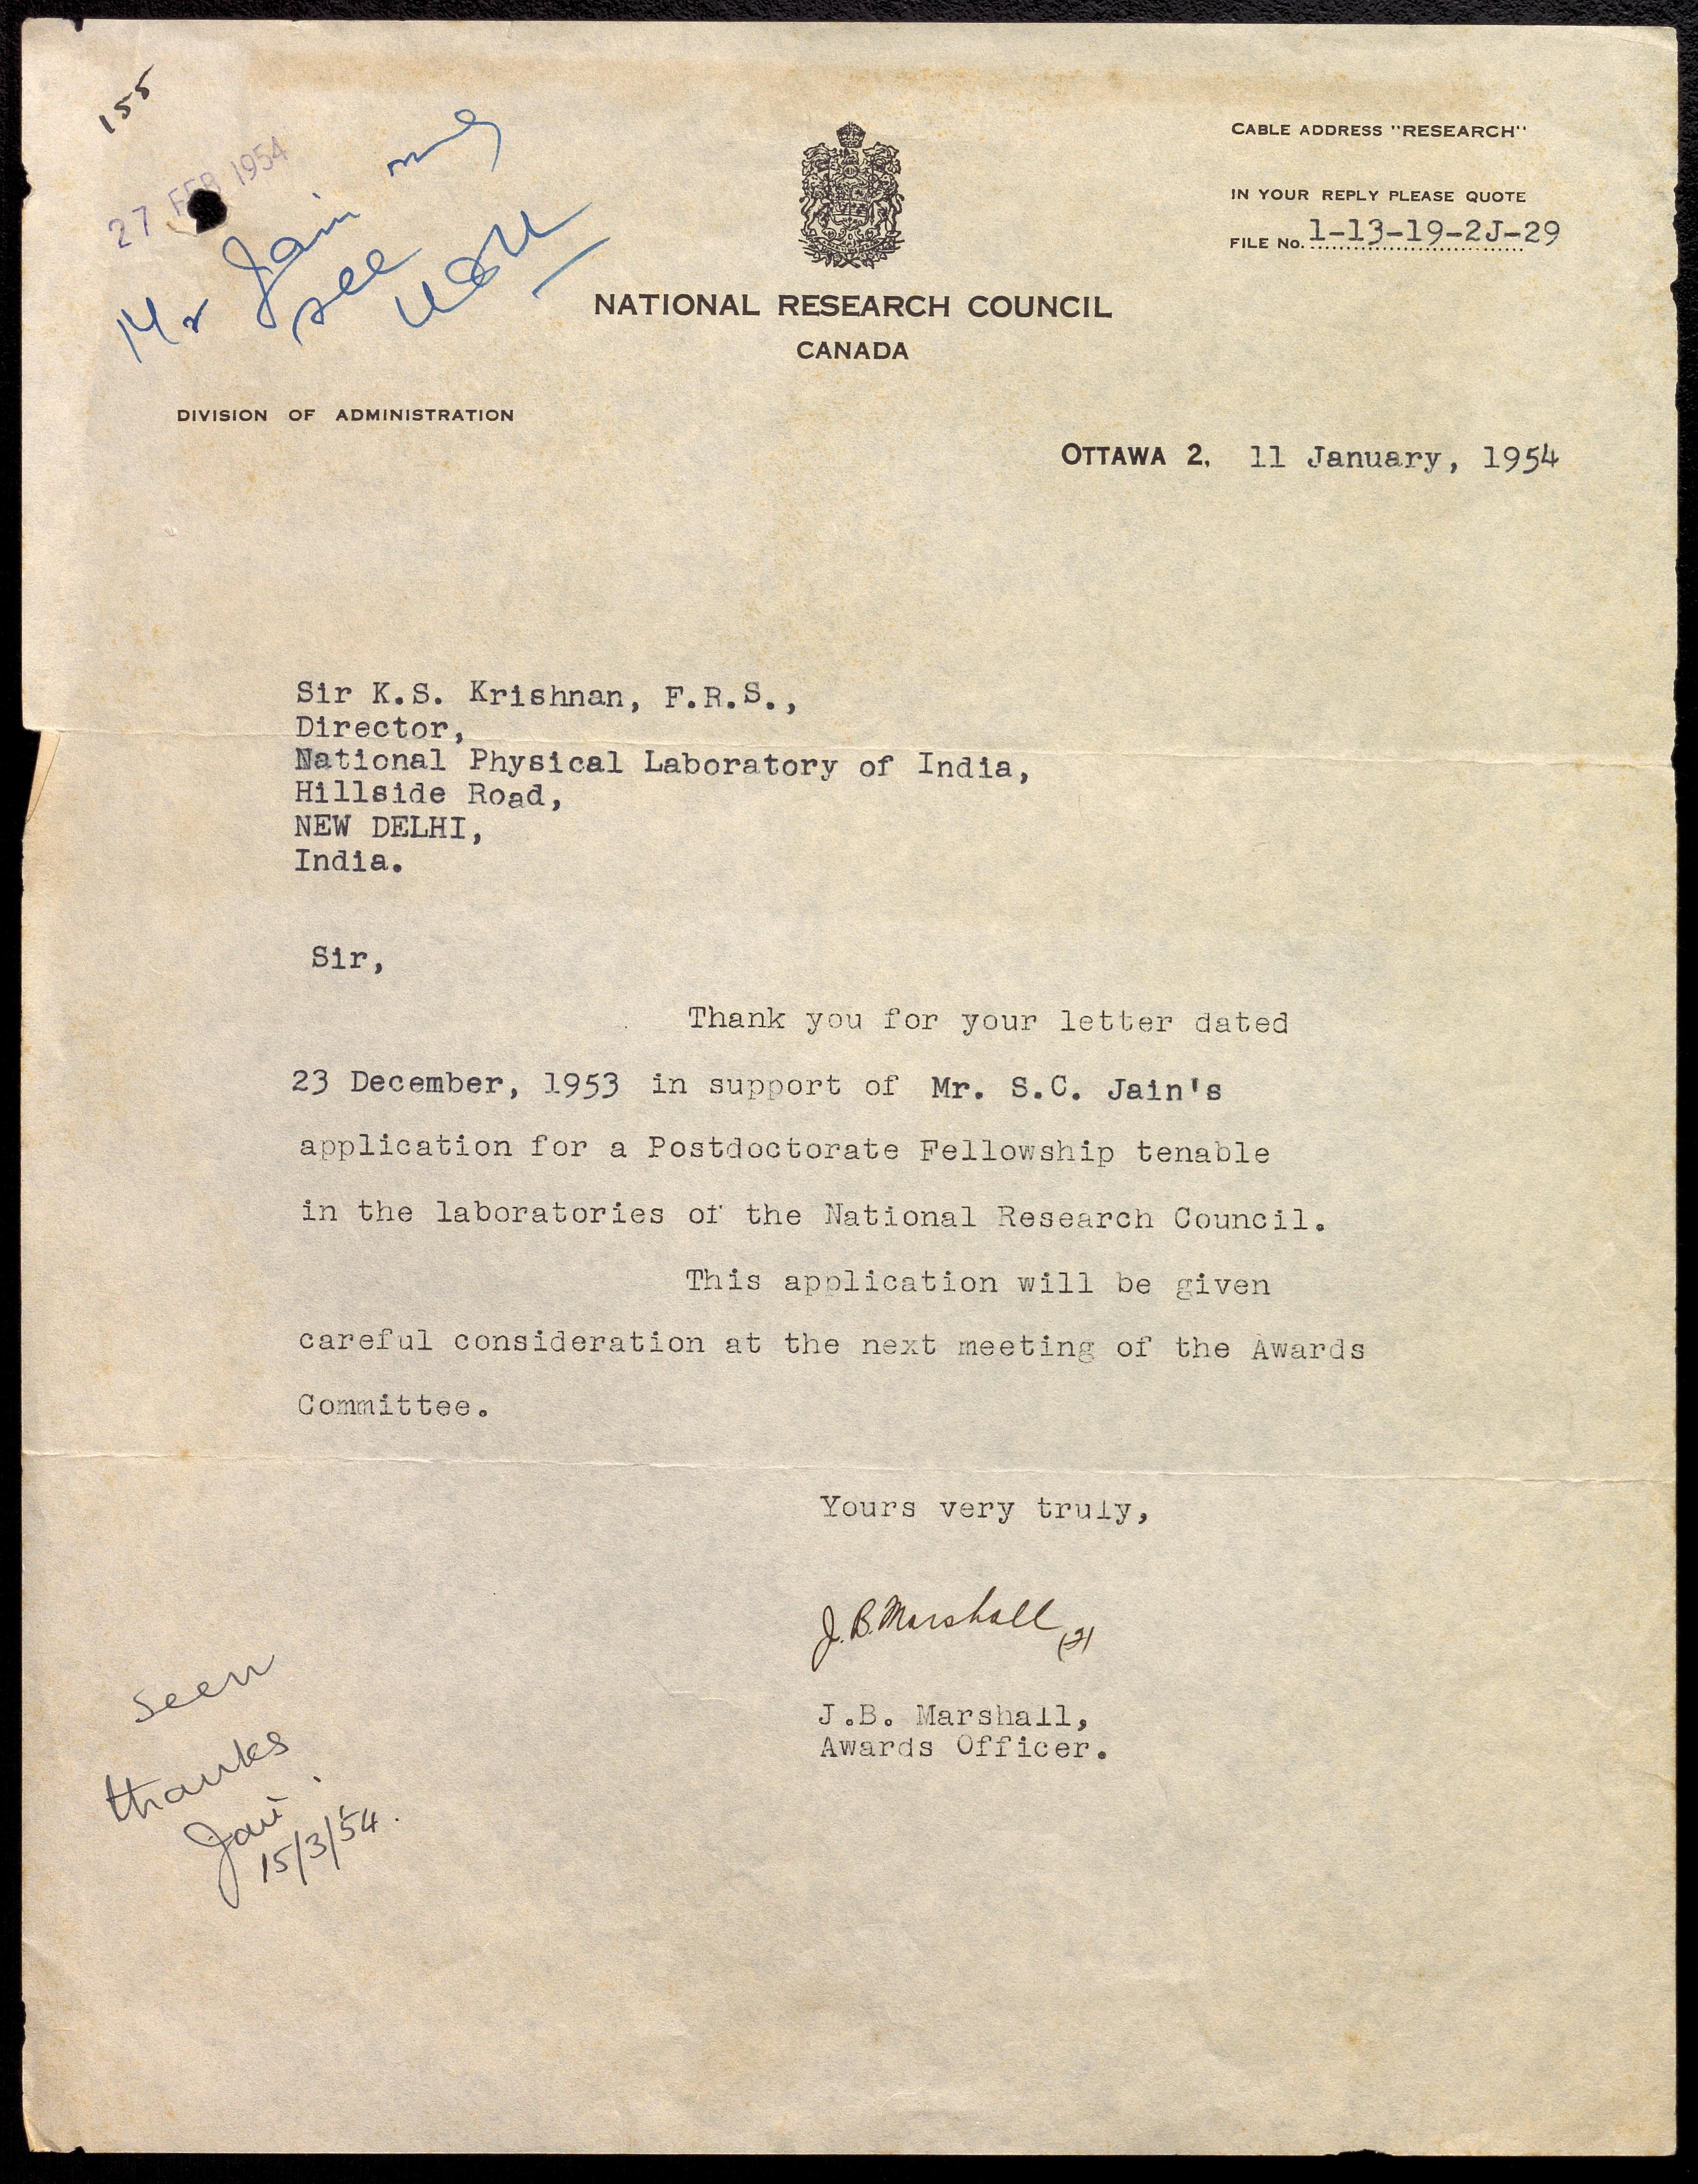 155
27 FEB 1954
Mr Jain may
see
CABLE ADDRESS "RESEARCH"
IN YOUR REPLY PLEASE QUOTE
FILE No. 1-13-19-2J-29
NATIONAL RESEARCH COUNCIL
CANADA
DIVISION OF ADMINISTRATION
OTTAWA 2, 11 January, 1954
Sir K.S. Krishnan, F.R.S.,
Director,
National Physical Laboratory of India,
Hillside Road,
NEW DELHI,
India.
Sir,
Thank you for your letter dated
23 December, 1953 in support of Mr. S.C. Jain's
application for a Postdoctorate Fellowship tenable
in the laboratories of the National Research Council.
This application will be given
careful consideration at the next meeting of the Awards
Committee.
Yours very truly,
J.B. Marshall
J.B. Marshall,
Awards Officer.
seen
thanks
Jain.
15/3/54.